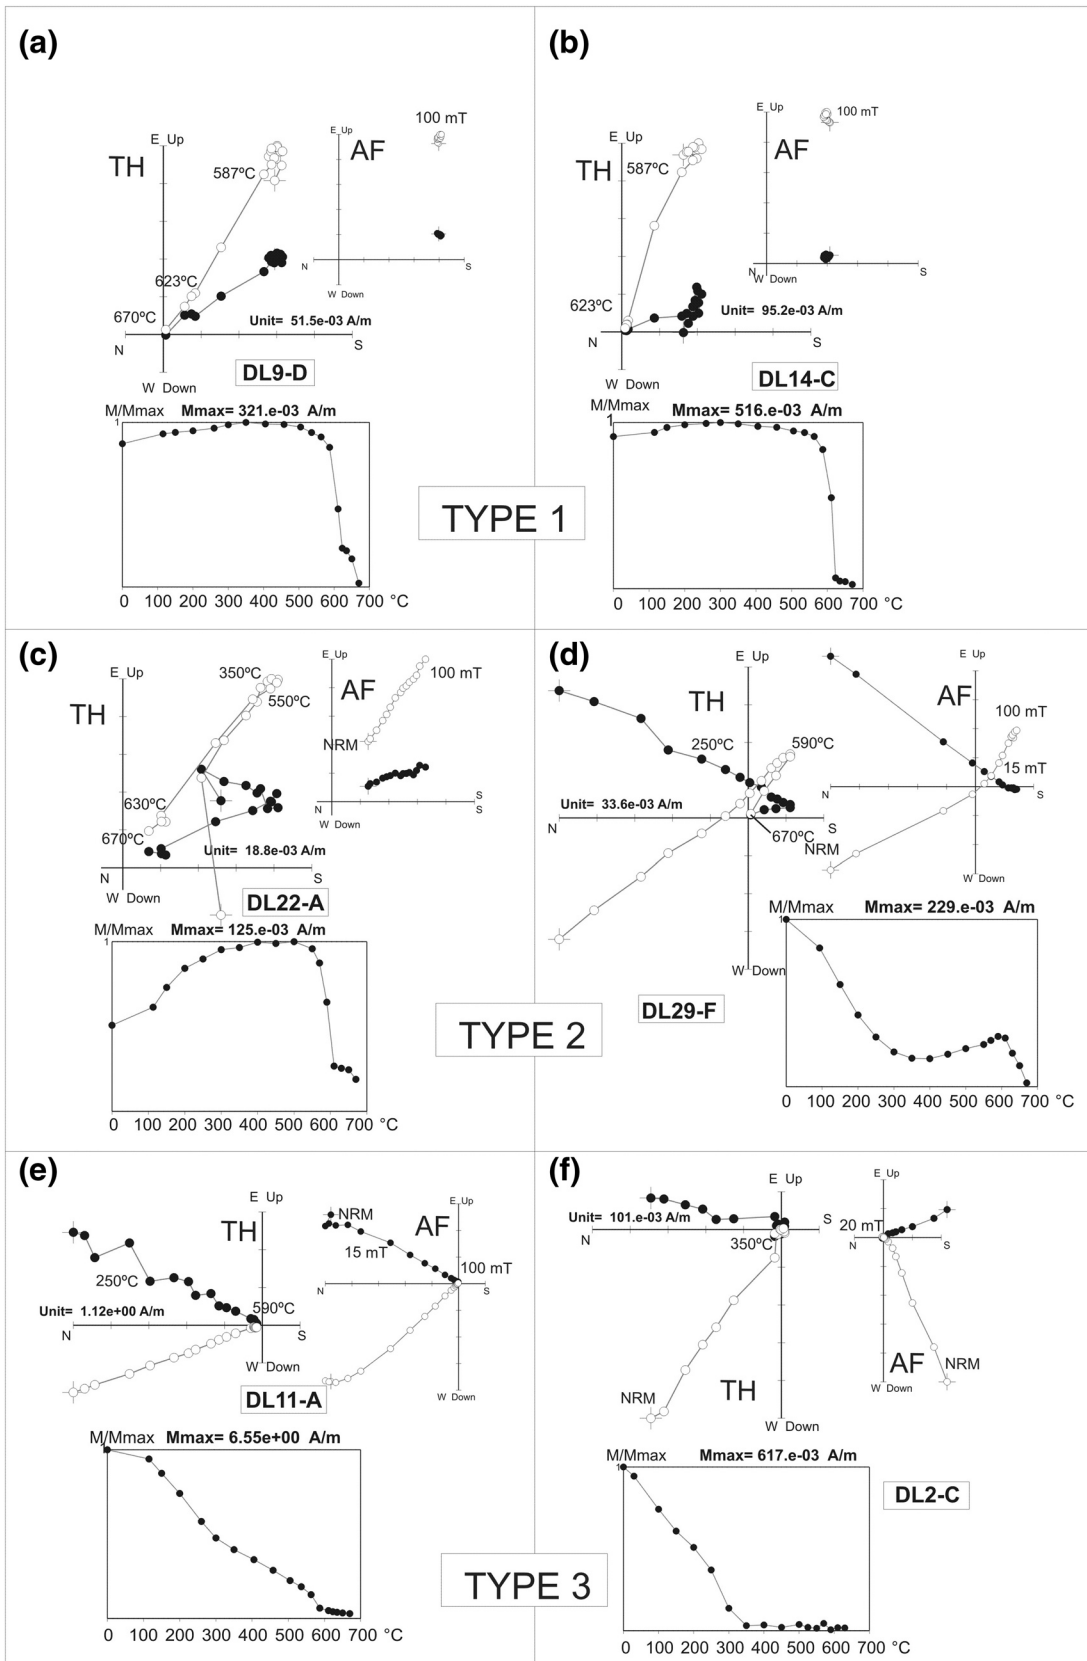 (a)
E Up
TH
587ºC
623ºC
670ºC
N
S
W Down
Unit= 51.5e-03 A/m
E Up
AF
100 mT
N
S
W Down
DL9-D
M/Mmax Mmax= 321.e-03 A/m
1
0 100 200 300 400 500 600 700 °C
(b)
E Up
TH
587ºC
623ºC
N
S
W Down
Unit= 95.2e-03 A/m
E Up
AF
100 mT
N
S
W Down
DL14-C
M/Mmax Mmax= 516.e-03 A/m
1
0 100 200 300 400 500 600 700 °C
TYPE 1
(c)
E Up
TH
350ºC
550ºC
630ºC
670ºC
N
S
W Down
Unit= 18.8e-03 A/m
E Up
AF
100 mT
NRM
S
N
S
W Down
DL22-A
M/Mmax Mmax= 125.e-03 A/m
1
0 100 200 300 400 500 600 700 °C
(d)
E Up
TH
250ºC
590ºC
670ºC
N
S
W Down
Unit= 33.6e-03 A/m
E Up
AF
100 mT
15 mT
NRM
N
S
W Down
DL29-F
M/Mmax Mmax= 229.e-03 A/m
1
0 100 200 300 400 500 600 700 °C
TYPE 2
(e)
E Up
TH
250ºC
590ºC
Unit= 1.12e+00 A/m
N
S
W Down
E Up
NRM
AF
15 mT
100 mT
N
S
W Down
DL11-A
M/Mmax Mmax= 6.55e+00 A/m
1
0 100 200 300 400 500 600 700 °C
(f)
E Up
Unit= 101.e-03 A/m
S
N
350ºC
NRM
TH
W Down
E Up
20 mT
N
S
AF
NRM
W Down
M/Mmax Mmax= 617.e-03 A/m
1
DL2-C
0 100 200 300 400 500 600 700 °C
TYPE 3